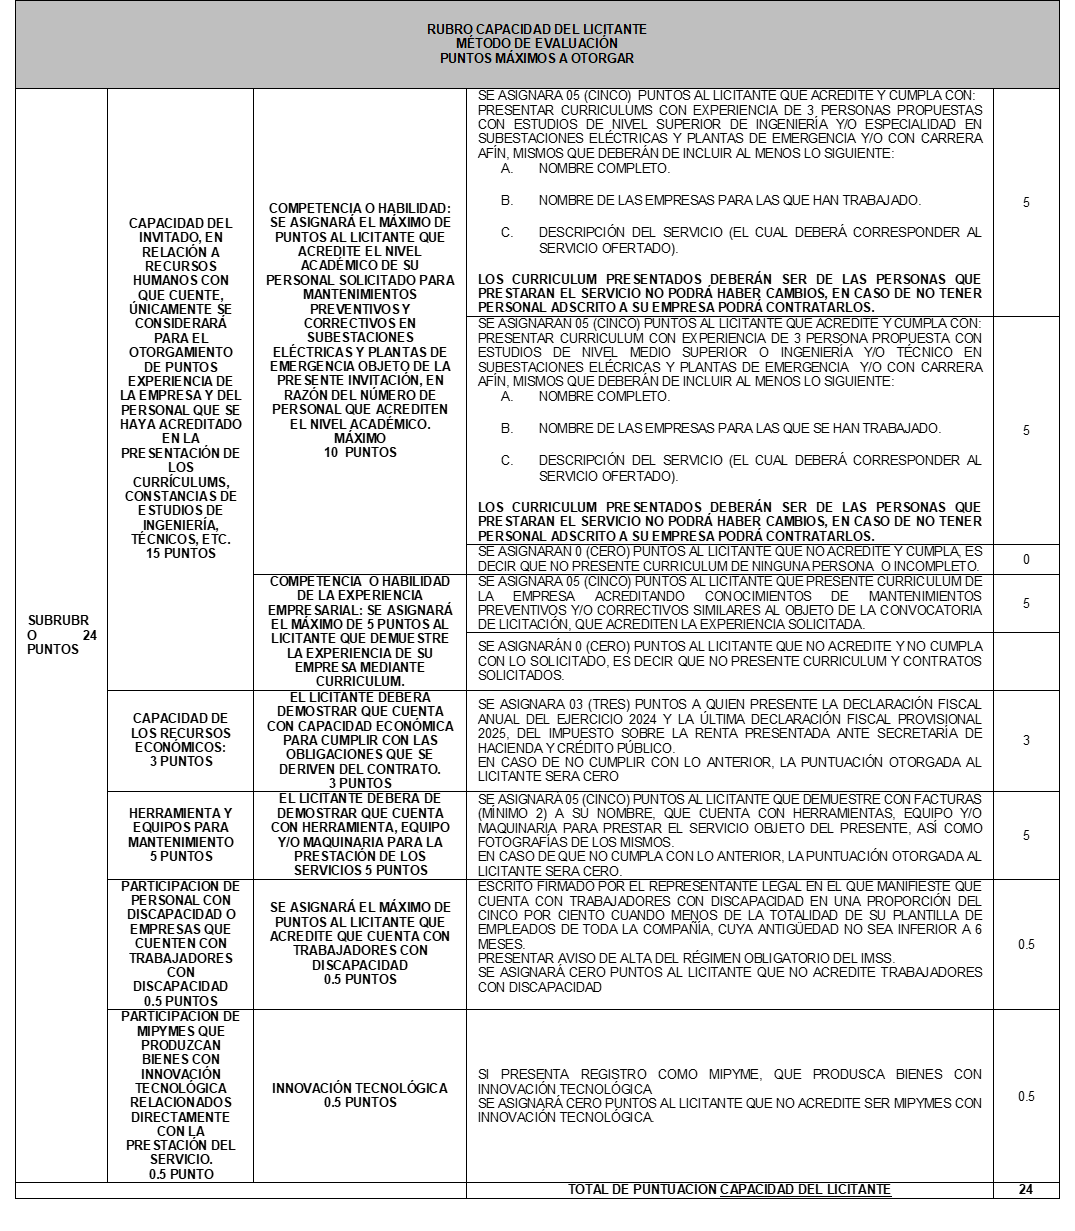 RUBRO CAPACIDAD DEL LICITANTE
MÉTODO DE EVALUACIÓN
PUNTOS MÁXIMOS A OTORGAR
SUBRUBR
O 24
PUNTOS
CAPACIDAD DEL
INVITADO, EN
RELACIÓN A
RECURSOS
HUMANOS CON
QUE CUENTE,
ÚNICAMENTE SE
CONSIDERARÁ
PARA EL
OTORGAMIENTO
DE PUNTOS
EXPERIENCIA DE
LA EMPRESA Y DEL
PERSONAL QUE SE
HAYA ACREDITADO
EN LA
PRESENTACIÓN DE
LOS
CURRÍCULUMS,
CONSTANCIAS DE
ESTUDIOS DE
INGENIERÍA,
TÉCNICOS, ETC.
15 PUNTOS
COMPETENCIA O HABILIDAD:
SE ASIGNARÁ EL MÁXIMO DE
PUNTOS AL LICITANTE QUE
ACREDITE EL NIVEL
ACADÉMICO DE SU
PERSONAL SOLICITADO PARA
MANTENIMIENTOS
PREVENTIVOS Y
CORRECTIVOS EN
SUBESTACIONES
ELÉCTRICAS Y PLANTAS DE
EMERGENCIA OBJETO DE LA
PRESENTE INVITACIÓN, EN
RAZÓN DEL NÚMERO DE
PERSONAL QUE ACREDITEN
EL NIVEL ACADÉMICO.
MÁXIMO
10 PUNTOS
SE ASIGNARA 05 (CINCO) PUNTOS AL LICITANTE QUE ACREDITE Y CUMPLA CON:
PRESENTAR CURRICULUMS CON EXPERIENCIA DE 3 PERSONAS PROPUESTAS
CON ESTUDIOS DE NIVEL SUPERIOR DE INGENIERÍA Y/O ESPECIALIDAD EN
SUBESTACIONES ELÉCTRICAS Y PLANTAS DE EMERGENCIA Y/O CON CARRERA
AFÍN, MISMOS QUE DEBERÁN DE INCLUIR AL MENOS LO SIGUIENTE:
A. NOMBRE COMPLETO.
B. NOMBRE DE LAS EMPRESAS PARA LAS QUE HAN TRABAJADO.
C. DESCRIPCIÓN DEL SERVICIO (EL CUAL DEBERÁ CORRESPONDER AL
SERVICIO OFERTADO).
LOS CURRICULUM PRESENTADOS DEBERÁN SER DE LAS PERSONAS QUE
PRESTARAN EL SERVICIO NO PODRÁ HABER CAMBIOS, EN CASO DE NO TENER
PERSONAL ADSCRITO A SU EMPRESA PODRÁ CONTRATARLOS.
5
SE ASIGNARAN 05 (CINCO) PUNTOS AL LICITANTE QUE ACREDITE Y CUMPLA CON:
PRESENTAR CURRICULUM CON EXPERIENCIA DE 3 PERSONA PROPUESTA CON
ESTUDIOS DE NIVEL MEDIO SUPERIOR O INGENIERÍA Y/O TÉCNICO EN
SUBESTACIONES ELÉCRICAS Y PLANTAS DE EMERGENCIA Y/O CON CARRERA
AFÍN, MISMOS QUE DEBERÁN DE INCLUIR AL MENOS LO SIGUIENTE:
A. NOMBRE COMPLETO.
B. NOMBRE DE LAS EMPRESAS PARA LAS QUE SE HAN TRABAJADO.
C. DESCRIPCIÓN DEL SERVICIO (EL CUAL DEBERÁ CORRESPONDER AL
SERVICIO OFERTADO).
LOS CURRICULUM PRESENTADOS DEBERÁN SER DE LAS PERSONAS QUE
PRESTARAN EL SERVICIO NO PODRÁ HABER CAMBIOS, EN CASO DE NO TENER
PERSONAL ADSCRITO A SU EMPRESA PODRÁ CONTRATARLOS.
5
SE ASIGNARAN 0 (CERO) PUNTOS AL LICITANTE QUE NO ACREDITE Y CUMPLA, ES
DECIR QUE NO PRESENTE CURRICULUM DE NINGUNA PERSONA O INCOMPLETO.
0
COMPETENCIA O HABILIDAD
DE LA EXPERIENCIA
EMPRESARIAL: SE ASIGNARÁ
EL MÁXIMO DE 5 PUNTOS AL
LICITANTE QUE DEMUESTRE
LA EXPERIENCIA DE SU
EMPRESA MEDIANTE
CURRICULUM.
SE ASIGNARA 05 (CINCO) PUNTOS AL LICITANTE QUE PRESENTE CURRICULUM DE
LA EMPRESA ACREDITANDO CONOCIMIENTOS DE MANTENIMIENTOS
PREVENTIVOS Y/O CORRECTIVOS SIMILARES AL OBJETO DE LA CONVOCATORIA
DE LICITACIÓN, QUE ACREDITEN LA EXPERIENCIA SOLICITADA.
5
SE ASIGNARÁN 0 (CERO) PUNTOS AL LICITANTE QUE NO ACREDITE Y NO CUMPLA
CON LO SOLICITADO, ES DECIR QUE NO PRESENTE CURRICULUM Y CONTRATOS
SOLICITADOS.
CAPACIDAD DE
LOS RECURSOS
ECONÓMICOS:
3 PUNTOS
EL LICITANTE DEBERA
DEMOSTRAR QUE CUENTA
CON CAPACIDAD ECONÓMICA
PARA CUMPLIR CON LAS
OBLIGACIONES QUE SE
DERIVEN DEL CONTRATO.
3 PUNTOS
SE ASIGNARA 03 (TRES) PUNTOS A QUIEN PRESENTE LA DECLARACIÓN FISCAL
ANUAL DEL EJERCICIO 2024 Y LA ÚLTIMA DECLARACIÓN FISCAL PROVISIONAL
2025, DEL IMPUESTO SOBRE LA RENTA PRESENTADA ANTE SECRETARÍA DE
HACIENDA Y CRÉDITO PÚBLICO.
EN CASO DE NO CUMPLIR CON LO ANTERIOR, LA PUNTUACIÓN OTORGADA AL
LICITANTE SERA CERO
3
HERRAMIENTA Y
EQUIPOS PARA
MANTENIMIENTO
5 PUNTOS
EL LICITANTE DEBERA DE
DEMOSTRAR QUE CUENTA
CON HERRAMIENTA, EQUIPO
Y/O MAQUINARIA PARA LA
PRESTACIÓN DE LOS
SERVICIOS 5 PUNTOS
SE ASIGNARÁ 05 (CINCO) PUNTOS AL LICITANTE QUE DEMUESTRE CON FACTURAS
(MÍNIMO 2) A SU NOMBRE, QUE CUENTA CON HERRAMIENTAS, EQUIPO Y/O
MAQUINARIA PARA PRESTAR EL SERVICIO OBJETO DEL PRESENTE, ASÍ COMO
FOTOGRAFÍAS DE LOS MISMOS.
EN CASO DE QUE NO CUMPLA CON LO ANTERIOR, LA PUNTUACIÓN OTORGADA AL
LICITANTE SERA CERO.
5
PARTICIPACION DE
PERSONAL CON
DISCAPACIDAD O
EMPRESAS QUE
CUENTEN CON
TRABAJADORES
CON
DISCAPACIDAD
0.5 PUNTOS
SE ASIGNARÁ EL MÁXIMO DE
PUNTOS AL LICITANTE QUE
ACREDITE QUE CUENTA CON
TRABAJADORES CON
DISCAPACIDAD
0.5 PUNTOS
ESCRITO FIRMADO POR EL REPRESENTANTE LEGAL EN EL QUE MANIFIESTE QUE
CUENTA CON TRABAJADORES CON DISCAPACIDAD EN UNA PROPORCIÓN DEL
CINCO POR CIENTO CUANDO MENOS DE LA TOTALIDAD DE SU PLANTILLA DE
EMPLEADOS DE TODA LA COMPAÑÍA, CUYA ANTIGÜEDAD NO SEA INFERIOR A 6
MESES.
PRESENTAR AVISO DE ALTA DEL RÉGIMEN OBLIGATORIO DEL IMSS.
SE ASIGNARÁ CERO PUNTOS AL LICITANTE QUE NO ACREDITE TRABAJADORES
CON DISCAPACIDAD
0.5
PARTICIPACION DE
MIPYMES QUE
PRODUZCAN
BIENES CON
INNOVACIÓN
TECNOLÓGICA
RELACIONADOS
DIRECTAMENTE
CON LA
PRESTACIÓN DEL
SERVICIO.
0.5 PUNTO
INNOVACIÓN TECNOLÓGICA
0.5 PUNTOS
SI PRESENTA REGISTRO COMO MIPYME, QUE PRODUSCA BIENES CON
INNOVACIÓN TECNOLÓGICA
SE ASIGNARÁ CERO PUNTOS AL LICITANTE QUE NO ACREDITE SER MIPYMES CON
INNOVACIÓN TECNOLÓGICA.
0.5
TOTAL DE PUNTUACION CAPACIDAD DEL LICITANTE
24